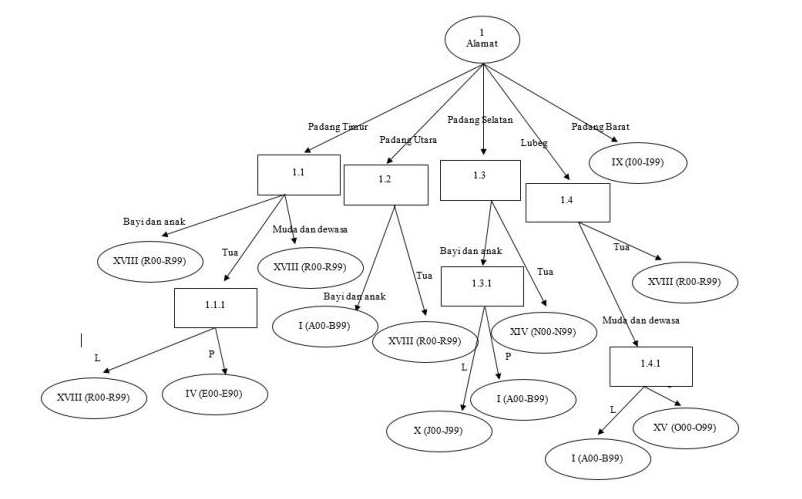 1
Alamat
Padang Timur
Padang Utara
Padang Selatan
Lubeg
Padang Barat
1.1
1.2
1.3
1.4
IX (I00-I99)
Bayi dan anak
Tua
Muda dan dewasa
XVIII (R00-R99)
XVIII (R00-R99)
Bayi dan anak
Tua
Bayi dan anak
Tua
Tua
XVIII (R00-R99)
1.1.1
I (A00-B99)
XVIII (R00-R99)
1.3.1
XIV (N00-N99)
Muda dan dewasa
L
P
XVIII (R00-R99)
IV (E00-E90)
L
P
X (J00-J99)
I (A00-B99)
1.4.1
L
I (A00-B99)
XV (O00-O99)